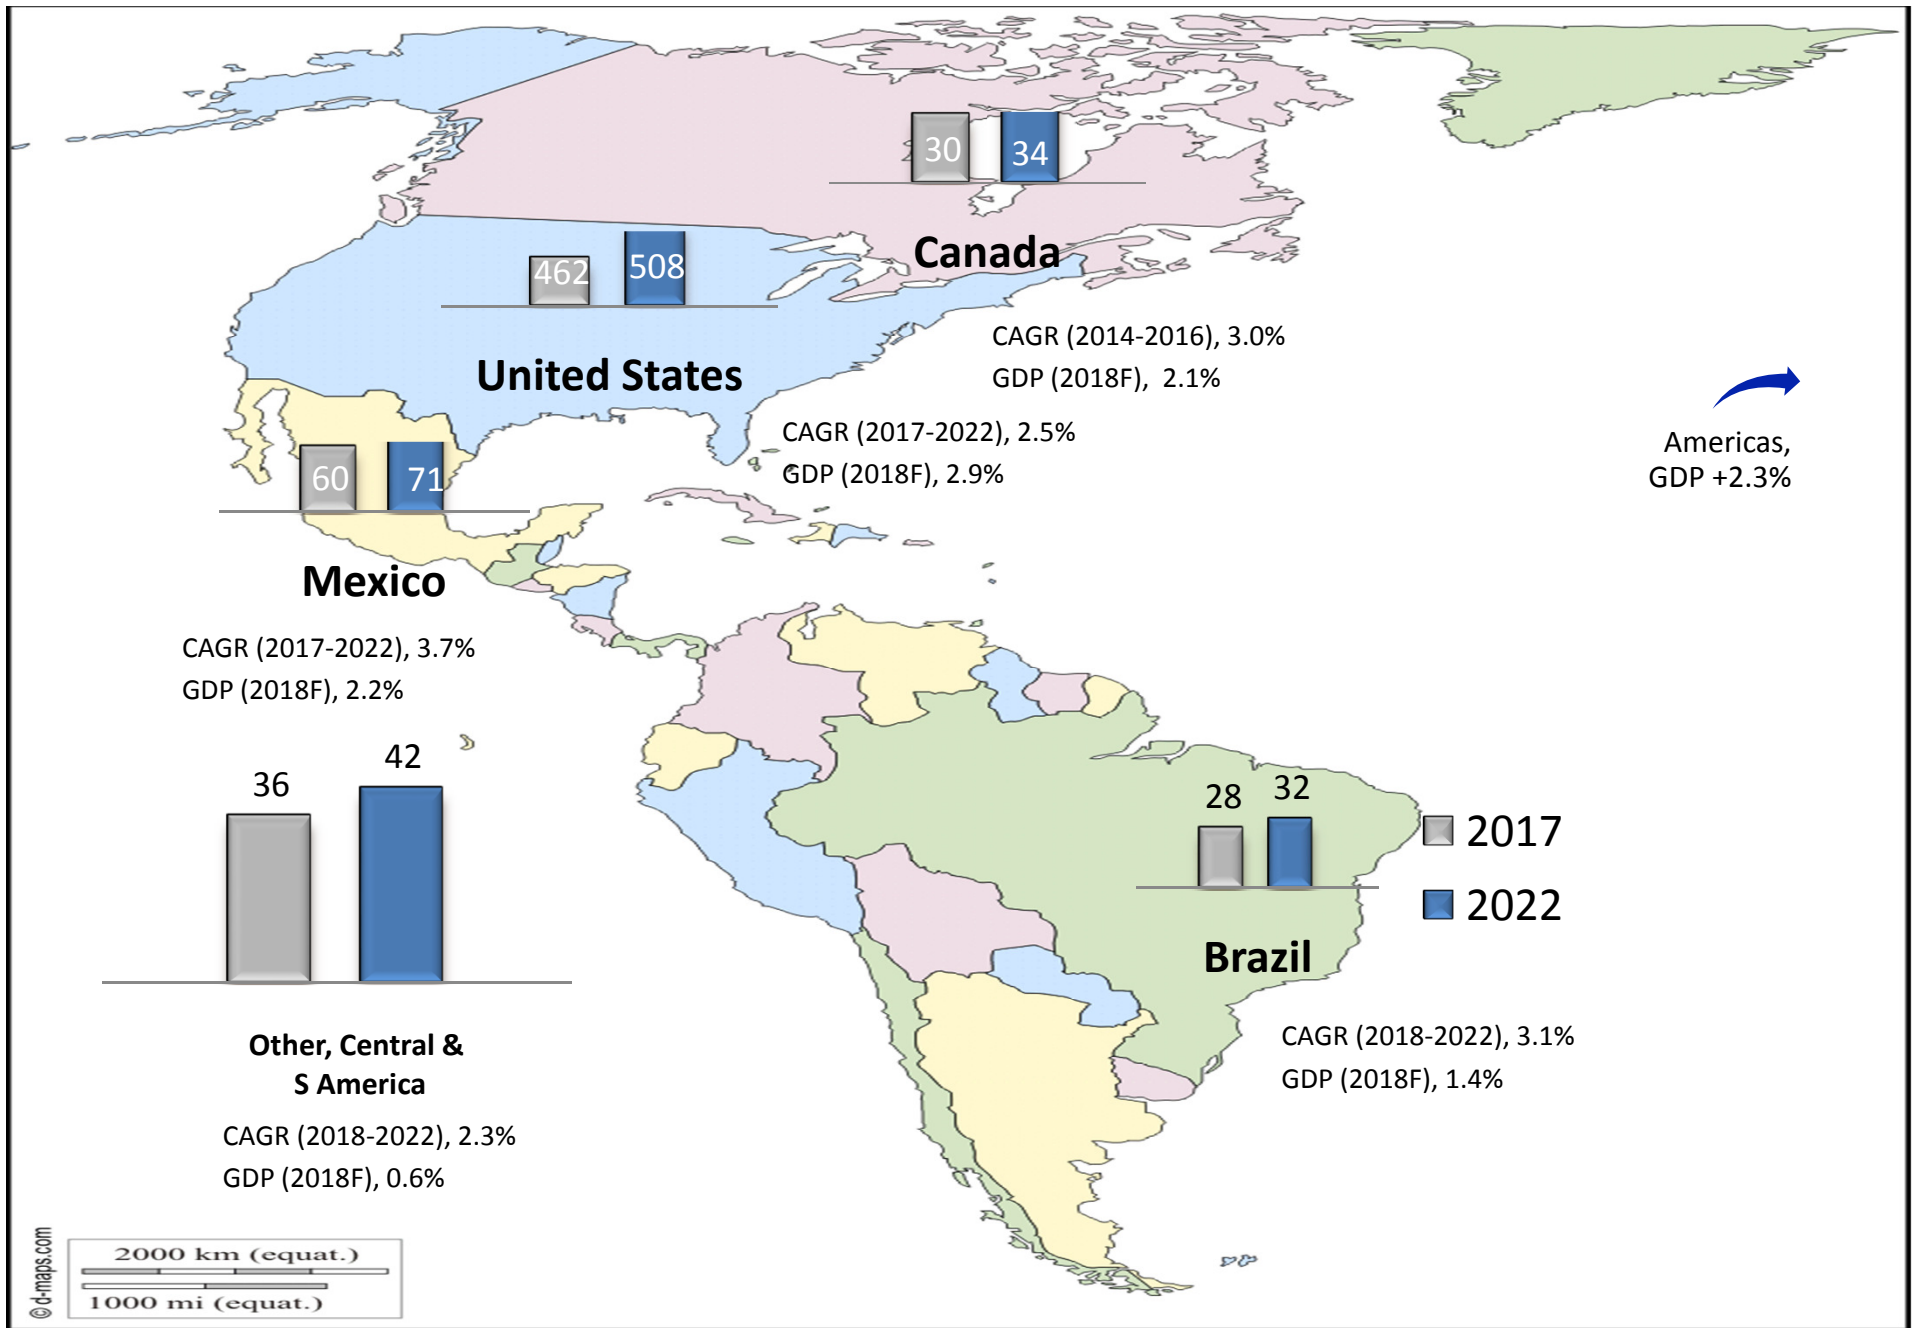 30
34
Canada
462
508
United States
CAGR (2014-2016), 3.0%
GDP (2018F),  2.1%
CAGR (2017-2022), 2.5%
GDP (2018F), 2.9%
Americas,
GDP +2.3%
60
71
Mexico
CAGR (2017-2022), 3.7%
GDP (2018F), 2.2%
36
42
Other, Central &
S America
CAGR (2018-2022), 2.3%
GDP (2018F), 0.6%
28
32
2017
2022
Brazil
CAGR (2018-2022), 3.1%
GDP (2018F), 1.4%
2000 km (equat.)
1000 mi (equat.)
© d-maps.com